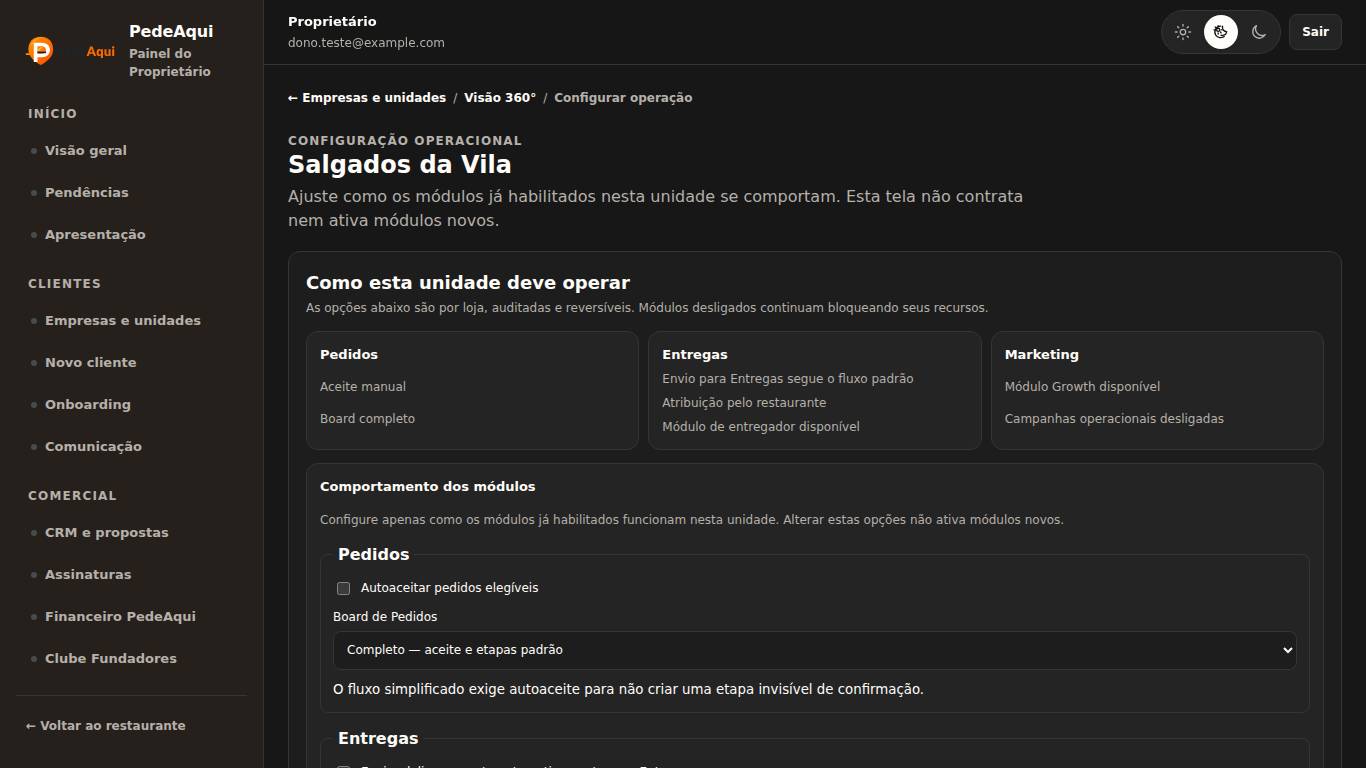 PedeAqui
Aqui
Painel do
Proprietário
INÍCIO
Visão geral
Pendências
Apresentação
CLIENTES
Empresas e unidades
Novo cliente
Onboarding
Comunicação
COMERCIAL
CRM e propostas
Assinaturas
Financeiro PedeAqui
Clube Fundadores
← Voltar ao restaurante
Proprietário
dono.teste@example.com
Sair
← Empresas e unidades / Visão 360° / Configurar operação
CONFIGURAÇÃO OPERACIONAL
Salgados da Vila
Ajuste como os módulos já habilitados nesta unidade se comportam. Esta tela não contrata
nem ativa módulos novos.
Como esta unidade deve operar
As opções abaixo são por loja, auditadas e reversíveis. Módulos desligados continuam bloqueando seus recursos.
Pedidos
Aceite manual
Board completo
Entregas
Envio para Entregas segue o fluxo padrão
Atribuição pelo restaurante
Módulo de entregador disponível
Marketing
Módulo Growth disponível
Campanhas operacionais desligadas
Comportamento dos módulos
Configure apenas como os módulos já habilitados funcionam nesta unidade. Alterar estas opções não ativa módulos novos.
Pedidos
Autoaceitar pedidos elegíveis
Board de Pedidos
Completo — aceite e etapas padrão
O fluxo simplificado exige autoaceite para não criar uma etapa invisível de confirmação.
Entregas